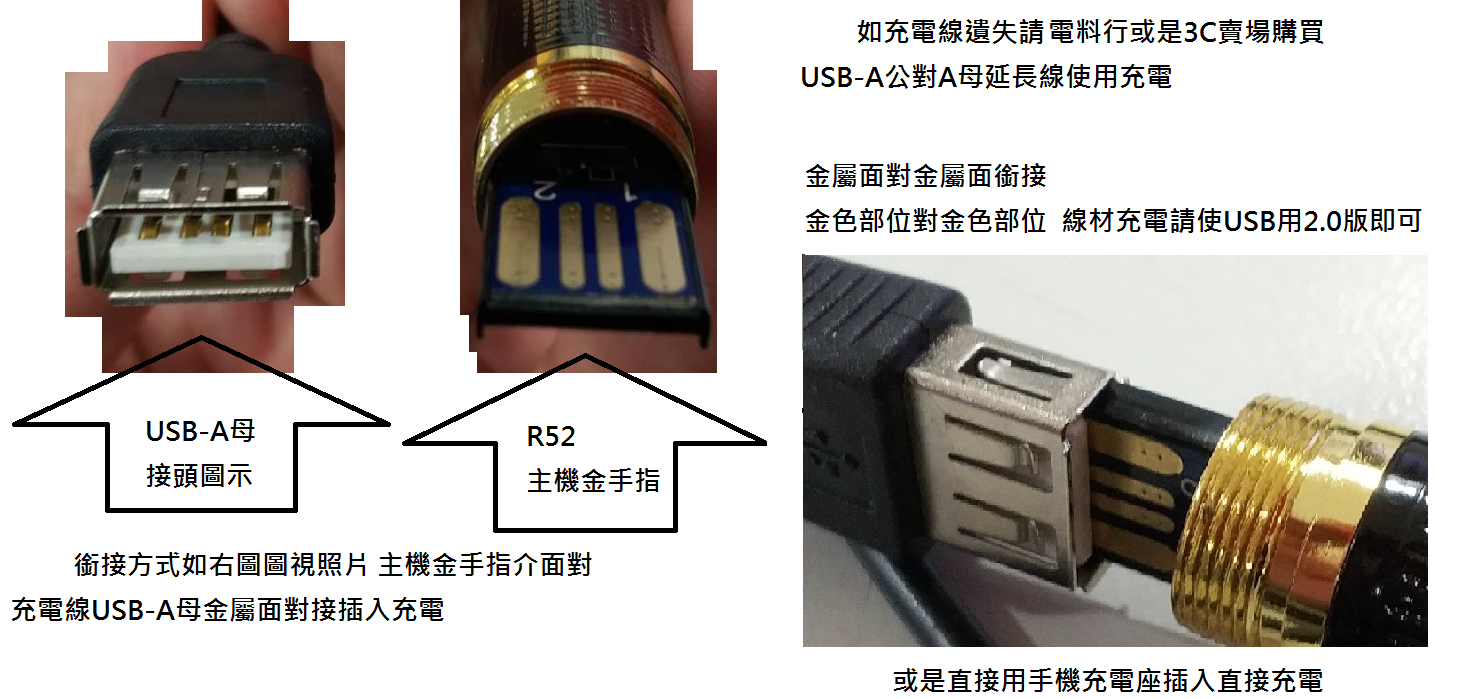 如充電線遺失請電料行或是3C賣場購買
USB-A公對A母延長線使用充電
金屬面對金屬面銜接
金色部位對金色部位 線材充電請使USB用2.0版即可
2 1
USB-A母
接頭圖示
R52
主機金手指
銜接方式如右圖圖視照片 主機金手指介面對
充電線USB-A母金屬面對接插入充電
或是直接用手機充電座插入直接充電